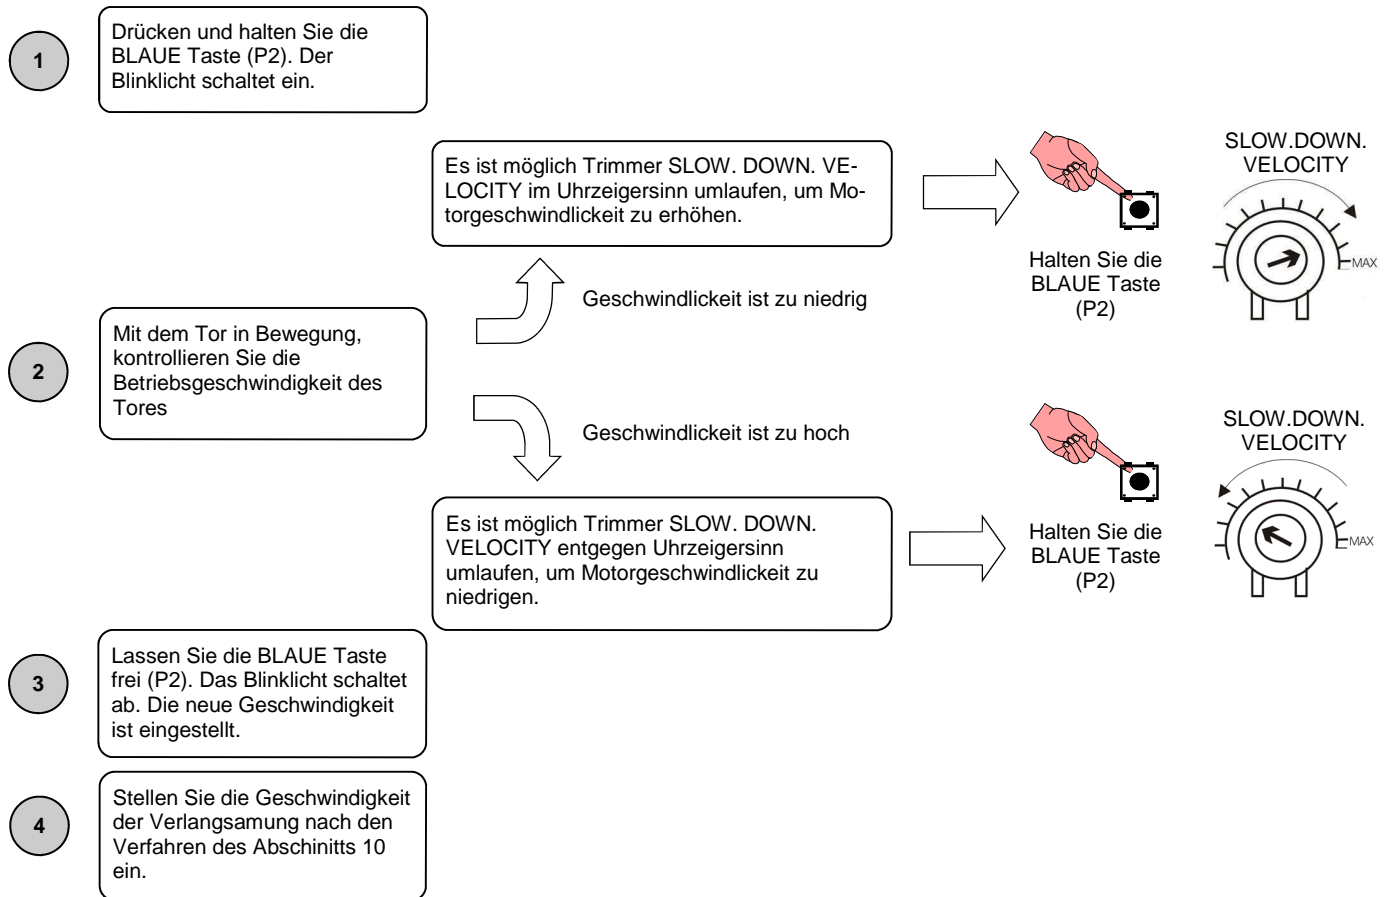 1
Drücken und halten Sie die
BLAUE Taste (P2). Der
Blinklicht schaltet ein.
Es ist möglich Trimmer SLOW. DOWN. VE-
LOCITY im Uhrzeigersinn umlaufen, um Mo-
torgeschwindlickeit zu erhöhen.
Halten Sie die
BLAUE Taste
(P2)
SLOW.DOWN.
VELOCITY
MAX
Geschwindlickeit ist zu niedrig
2
Mit dem Tor in Bewegung,
kontrollieren Sie die
Betriebsgeschwindigkeit des
Tores
Geschwindlickeit ist zu hoch
Es ist möglich Trimmer SLOW. DOWN.
VELOCITY entgegen Uhrzeigersinn
umlaufen, um Motorgeschwindlickeit zu
niedrigen.
Halten Sie die
BLAUE Taste
(P2)
SLOW.DOWN.
VELOCITY
MAX
3
Lassen Sie die BLAUE Taste
frei (P2). Das Blinklicht schaltet
ab. Die neue Geschwindigkeit
ist eingestellt.
4
Stellen Sie die Geschwindigkeit
der Verlangsamung nach den
Verfahren des Abschinitts 10
ein.